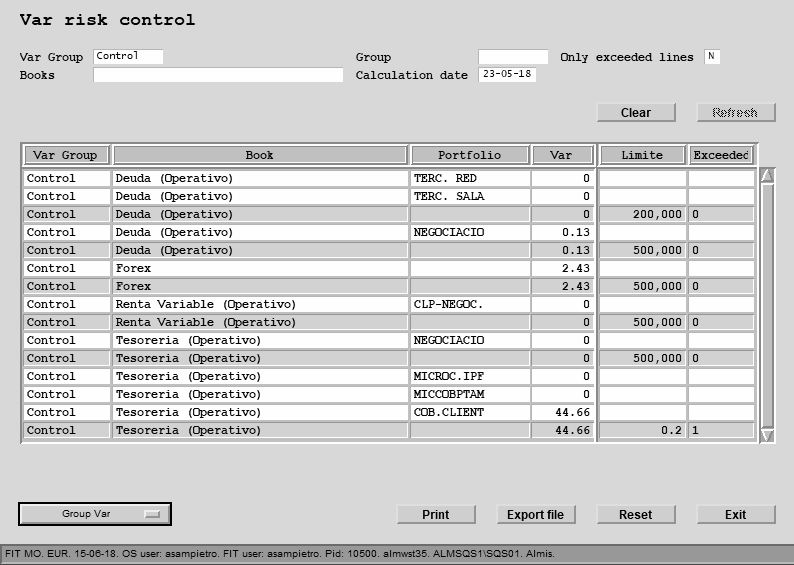 Var risk control
Var Group Control Group Only exceeded lines N
Books Calculation date 23-05-18
Clear Refresh
Var Group Book Portfolio Var Limite Exceeded
Control Deuda (Operativo) TERC. RED 0
Control Deuda (Operativo) TERC. SALA 0
Control Deuda (Operativo) 0 200,000 0
Control Deuda (Operativo) NEGOCIACIO 0.13
Control Deuda (Operativo) 0.13 500,000 0
Control Forex 2.43
Control Forex 2.43 500,000 0
Control Renta Variable (Operativo) CLP-NEGOC. 0
Control Renta Variable (Operativo) 0 500,000 0
Control Tesoreria (Operativo) NEGOCIACIO 0
Control Tesoreria (Operativo) 0 500,000 0
Control Tesoreria (Operativo) MICROC.IPF 0
Control Tesoreria (Operativo) MICCOBPTAM 0
Control Tesoreria (Operativo) COB.CLIENT 44.66
Control Tesoreria (Operativo) 44.66 0.2 1
Group Var Print Export file Reset Exit
FIT MO. EUR. 15-06-18. OS user: asampietro. FIT user: asampietro. Pid: 10500. almwst35. ALMSQS1\SQS01. Almis.